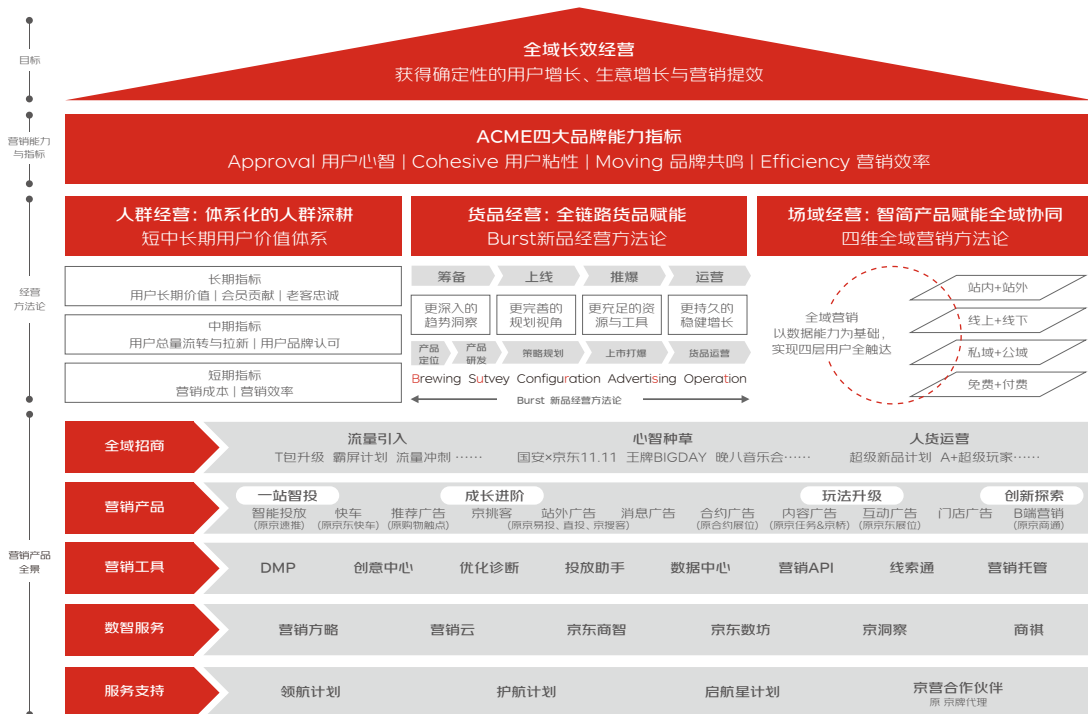 目标
全域长效经营
获得确定性的用户增长、生意增长与营销提效
营销能力
与指标
ACME四大品牌能力指标
Approval 用户心智 | Cohesive 用户粘性 | Moving 品牌共鸣 | Efficiency 营销效率
经营
方法论
人群经营：体系化的人群深耕
短中长期用户价值体系
长期指标
用户长期价值 | 会员贡献 | 老客忠诚
中期指标
用户总量流转与拉新 | 用户品牌认可
短期指标
营销成本 | 营销效率
货品经营：全链路货品赋能
Burst新品经营方法论
筹备 上线 推爆 运营
更深入的 更完善的 更充足的资 更持久的
趋势洞察 规划视角 源与工具 稳健增长
产品 产品
定位 研发 策略规划 上市打爆 货品运营
Brewing Sutvey Configuration Advertising Operation
Burst 新品经营方法论
场域经营：智简产品赋能全域协同
四维全域营销方法论
全域营销
以数据能力为基础，
实现四层用户全触达
站内+站外
线上+线下
私域+公域
免费+付费
营销产品
全景
全域招商
流量引入 心智种草 人货运营
T包升级 霸屏计划 流量冲刺 …… 国安×京东11.11 王牌BIGDAY 晚八音乐会…… 超级新品计划 A+超级玩家……
营销产品
一站智投 成长进阶 玩法升级 创新探索
智能投放 快车 推荐广告 京挑客 站外广告 消息广告 合约广告 内容广告 互动广告 门店广告 B端营销
(原京速推) (原京东快车) (原购物触点) (原京易投、直投、京搜客) (原合约展位) (原京任务&京桥) (原京东展位) (原京商通)
营销工具
DMP 创意中心 优化诊断 投放助手 数据中心 营销API 线索通 营销托管
数智服务
营销方略 营销云 京东商智 京东数坊 京洞察 商祺
服务支持
领航计划 护航计划 启航星计划 京营合作伙伴
原 京牌代理